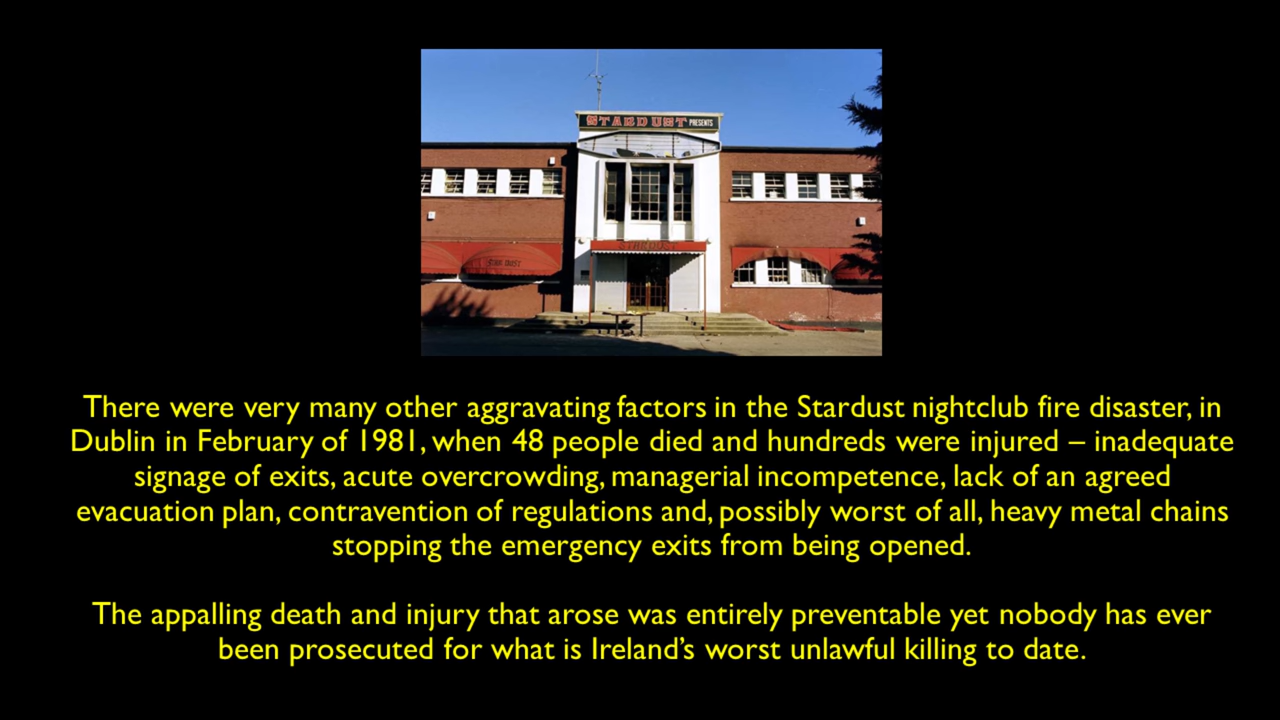 STARDUST PRESENTS
STARDUST
STAR DUST
There were very many other aggravating factors in the Stardust nightclub fire disaster, in
Dublin in February of 1981, when 48 people died and hundreds were injured – inadequate
signage of exits, acute overcrowding, managerial incompetence, lack of an agreed
evacuation plan, contravention of regulations and, possibly worst of all, heavy metal chains
stopping the emergency exits from being opened.
The appalling death and injury that arose was entirely preventable yet nobody has ever
been prosecuted for what is Ireland’s worst unlawful killing to date.